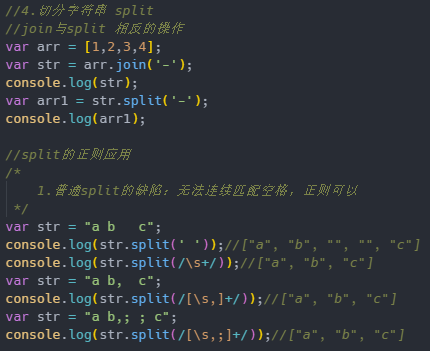 //4.切分字符串 split
//join与split 相反的操作
var arr = [1,2,3,4];
var str = arr.join('-');
console.log(str);
var arr1 = str.split('-');
console.log(arr1);
//split的正则应用
/*
1.普通split的缺陷：无法连续匹配空格，正则可以
*/
var str = "a b   c";
console.log(str.split(' '));//["a", "b", "", "", "c"]
console.log(str.split(/\s+/));//["a", "b", "c"]
var str = "a b,  c";
console.log(str.split(/[\s,]+/));//["a", "b", "c"]
var str = "a b,; ; c";
console.log(str.split(/[\s,;]+/));//["a", "b", "c"]